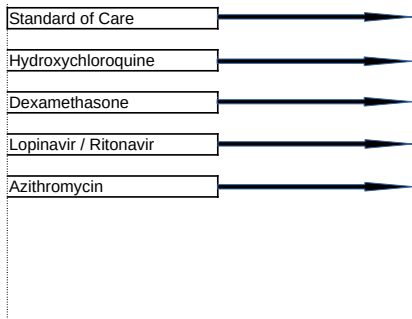 Standard of Care
Hydroxychloroquine
Dexamethasone
Lopinavir / Ritonavir
Azithromycin